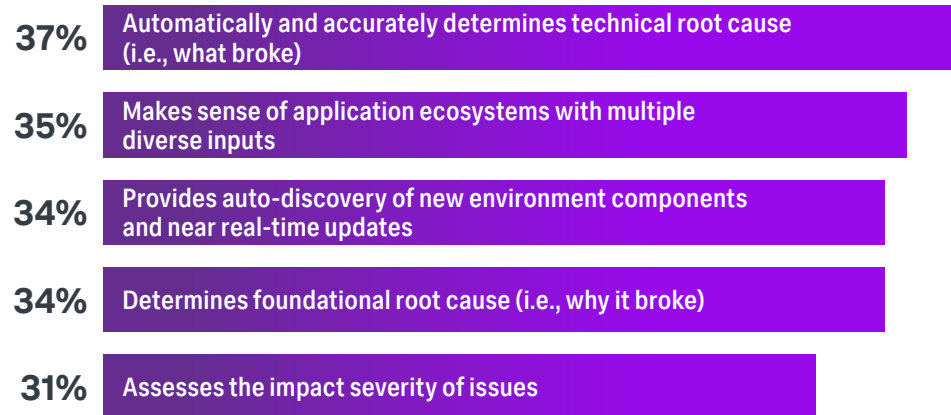 37%
Automatically and accurately determines technical root cause
(i.e., what broke)
35%
Makes sense of application ecosystems with multiple
diverse inputs
34%
Provides auto-discovery of new environment components
and near real-time updates
34%
Determines foundational root cause (i.e., why it broke)
31%
Assesses the impact severity of issues